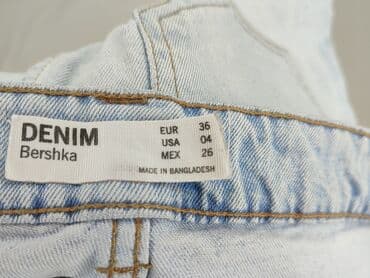 DENIM
Bershka
EUR 36
USA 04
MEX 26
MADE IN BANGLADESH